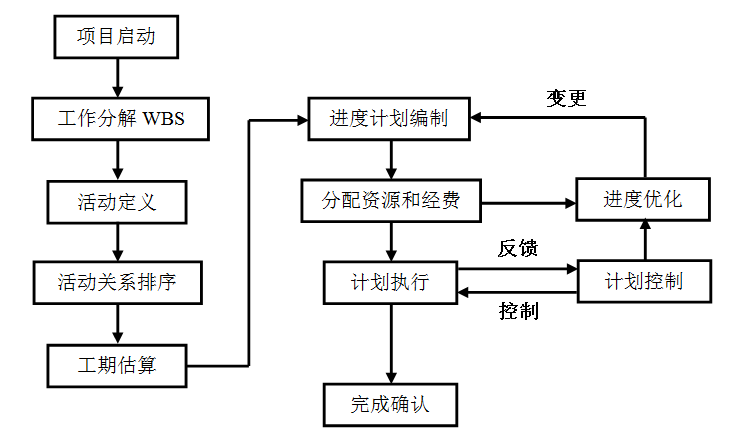 项目启动
工作分解 WBS
活动定义
活动关系排序
工期估算
进度计划编制
变更
分配资源和经费
进度优化
反馈
计划执行
计划控制
控制
完成确认